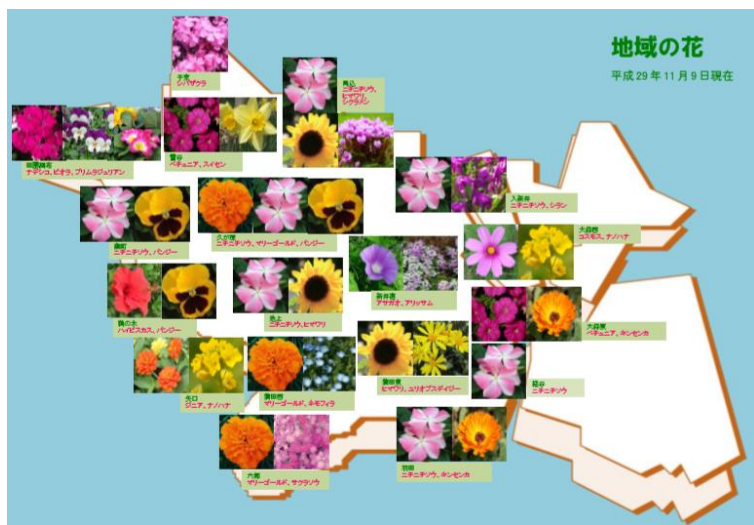 地域の花
平成29年11月9日現在
千束
シバザクラ
馬込
ニチニチソウ、
ヒマワリ、
シクラメン
田園調布
ナデシコ、ビオラ、プリムラジュリアン
雪谷
ペチュニア、スイセン
入新井
ニチニチソウ、シラン
嶺町
ニチニチソウ、パンジー
久が原
ニチニチソウ、マリーゴールド、パンジー
大森西
コスモス、ナノハナ
新井宿
アサガオ、アリッサム
鵜の木
ハイビスカス、パンジー
池上
ニチニチソウ、ヒマワリ
大森東
ペチュニア、キンセンカ
矢口
ジニア、ナノハナ
蒲田西
マリーゴールド、ネモフィラ
蒲田東
ヒマワリ、ユリオプスデイジー
糀谷
ニチニチソウ
六郷
マリーゴールド、サクラソウ
羽田
ニチニチソウ、キンセンカ